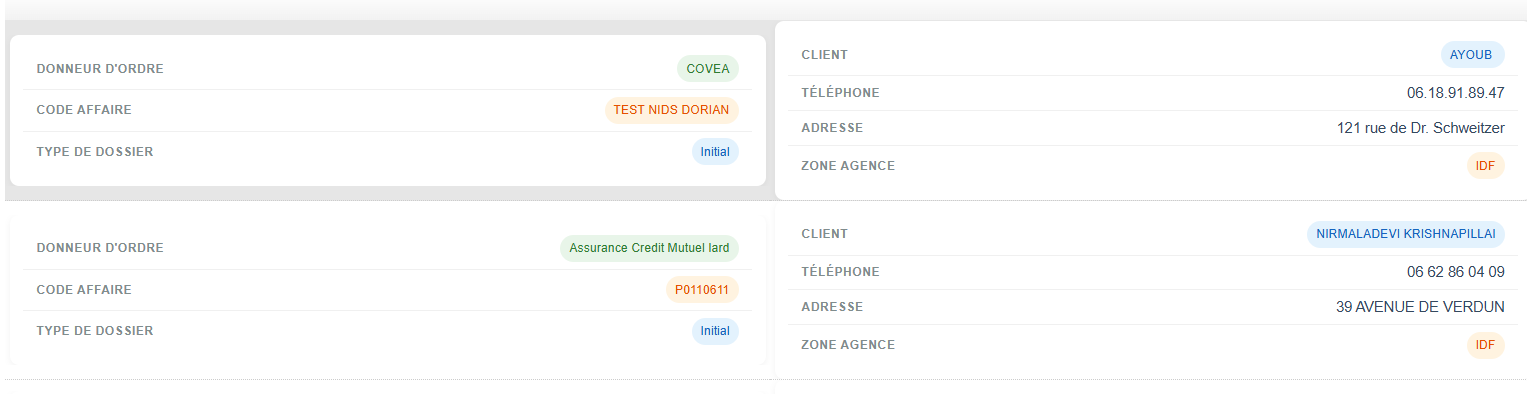 DONNEUR D'ORDRE COVEA
CODE AFFAIRE TEST NIDS DORIAN
TYPE DE DOSSIER Initial
CLIENT AYOUB
TÉLÉPHONE 06.18.91.89.47
ADRESSE 121 rue de Dr. Schweitzer
ZONE AGENCE IDF
DONNEUR D'ORDRE Assurance Credit Mutuel Iard
CODE AFFAIRE P0110611
TYPE DE DOSSIER Initial
CLIENT NIRMALADEVI KRISHNAPILLAI
TÉLÉPHONE 06 62 86 04 09
ADRESSE 39 AVENUE DE VERDUN
ZONE AGENCE IDF